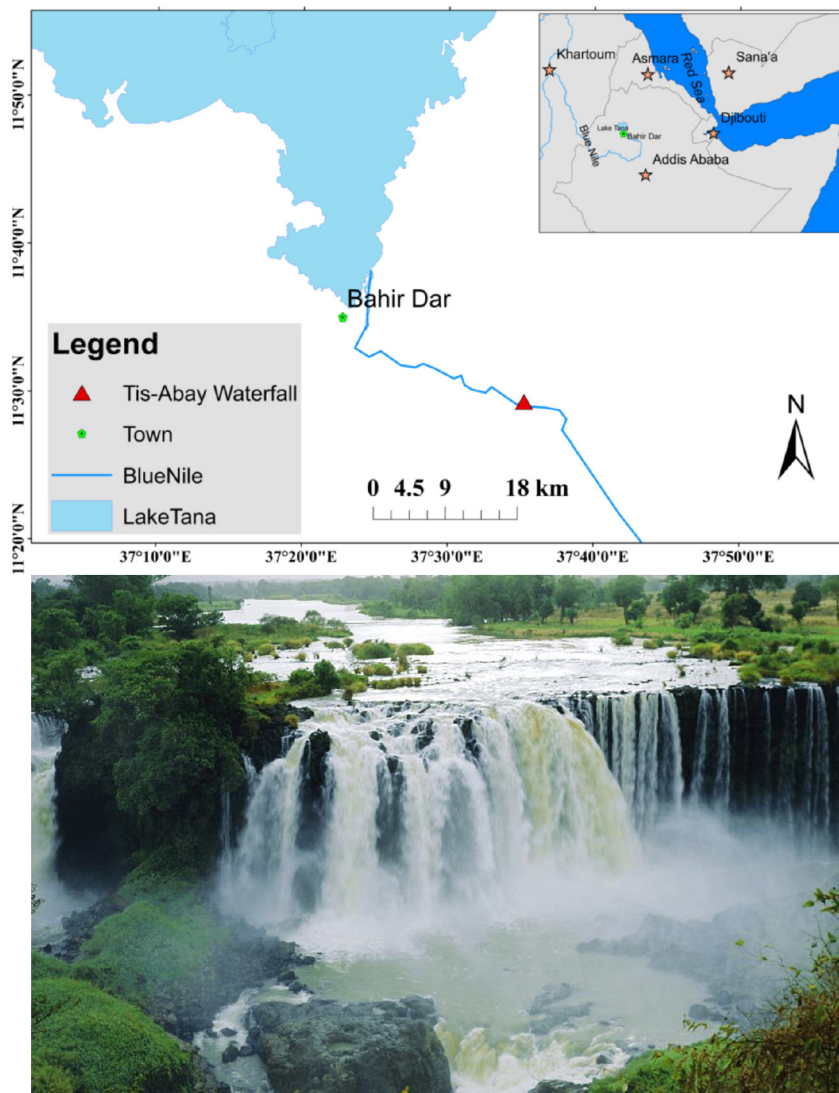 11°50'0"N
11°40'0"N
11°30'0"N
11°20'0"N
Khartoum
Asmara
Sana'a
Red Sea
Djibouti
Lake Tana
Bahir Dar
Blue Nile
Addis Ababa
Bahir Dar
Legend
Tis-Abay Waterfall
Town
BlueNile
LakeTana
N
0 4.5 9 18 km
37°10'0"E 37°20'0"E 37°30'0"E 37°40'0"E 37°50'0"E